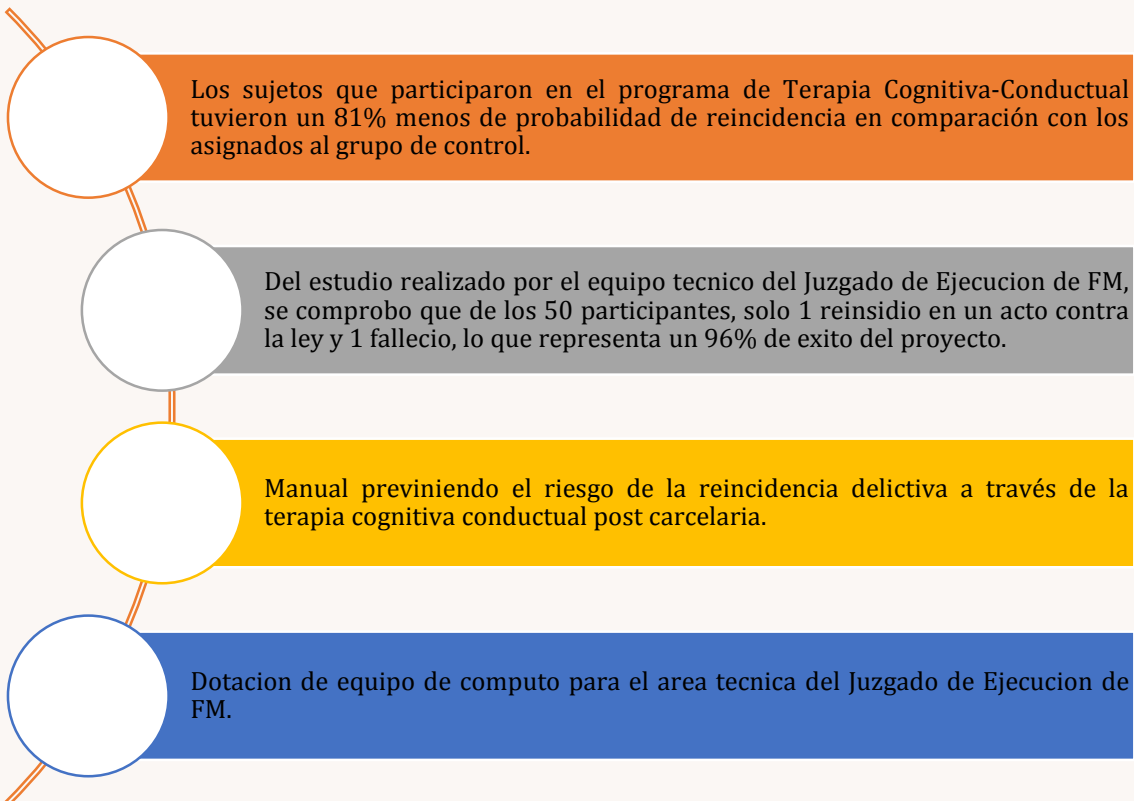 Los sujetos que participaron en el programa de Terapia Cognitiva-Conductual
tuvieron un 81% menos de probabilidad de reincidencia en comparación con los
asignados al grupo de control.
Del estudio realizado por el equipo tecnico del Juzgado de Ejecucion de FM,
se comprobo que de los 50 participantes, solo 1 reinsidio en un acto contra
la ley y 1 fallecio, lo que representa un 96% de exito del proyecto.
Manual previniendo el riesgo de la reincidencia delictiva a través de la
terapia cognitiva conductual post carcelaria.
Dotacion de equipo de computo para el area tecnica del Juzgado de Ejecucion de
FM.